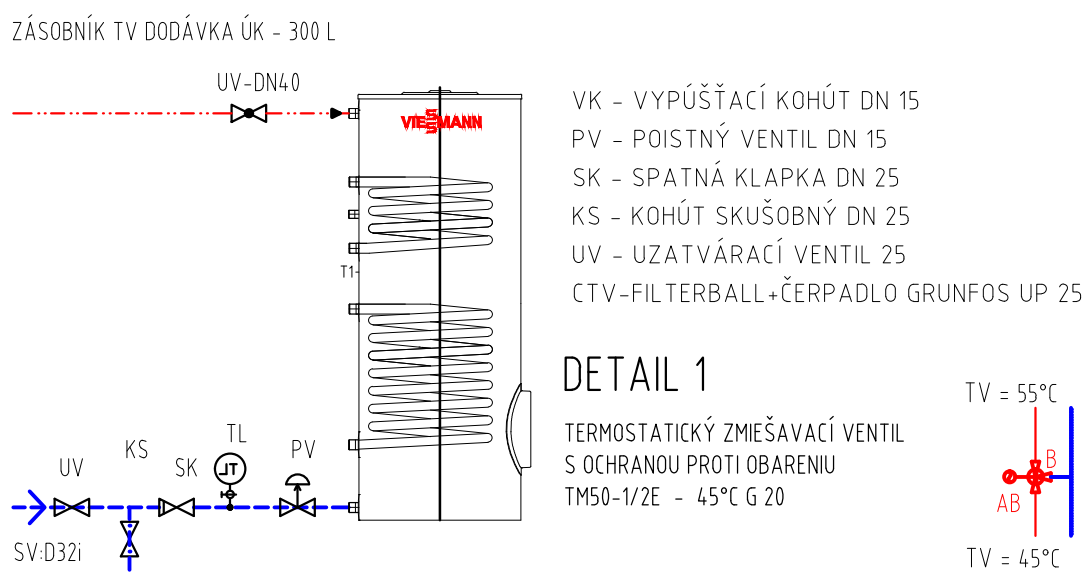 ZÁSOBNÍK TV DODÁVKA ÚK - 300 L
UV-DN40
VIESSMANN
T1
UV
KS
SK
TL
PV
SV:D32i
VK - VYPÚŠŤACÍ KOHÚT DN 15
PV - POISTNÝ VENTIL DN 15
SK - SPATNÁ KLAPKA DN 25
KS - KOHÚT SKUŠOBNÝ DN 25
UV - UZATVÁRACÍ VENTIL 25
CTV-FILTERBALL+ČERPADLO GRUNFOS UP 25
DETAIL 1
TERMOSTATICKÝ ZMIEŠAVACÍ VENTIL
S OCHRANOU PROTI OBARENIU
TM50-1/2E - 45°C G 20
TV = 55°C
B
AB
TV = 45°C